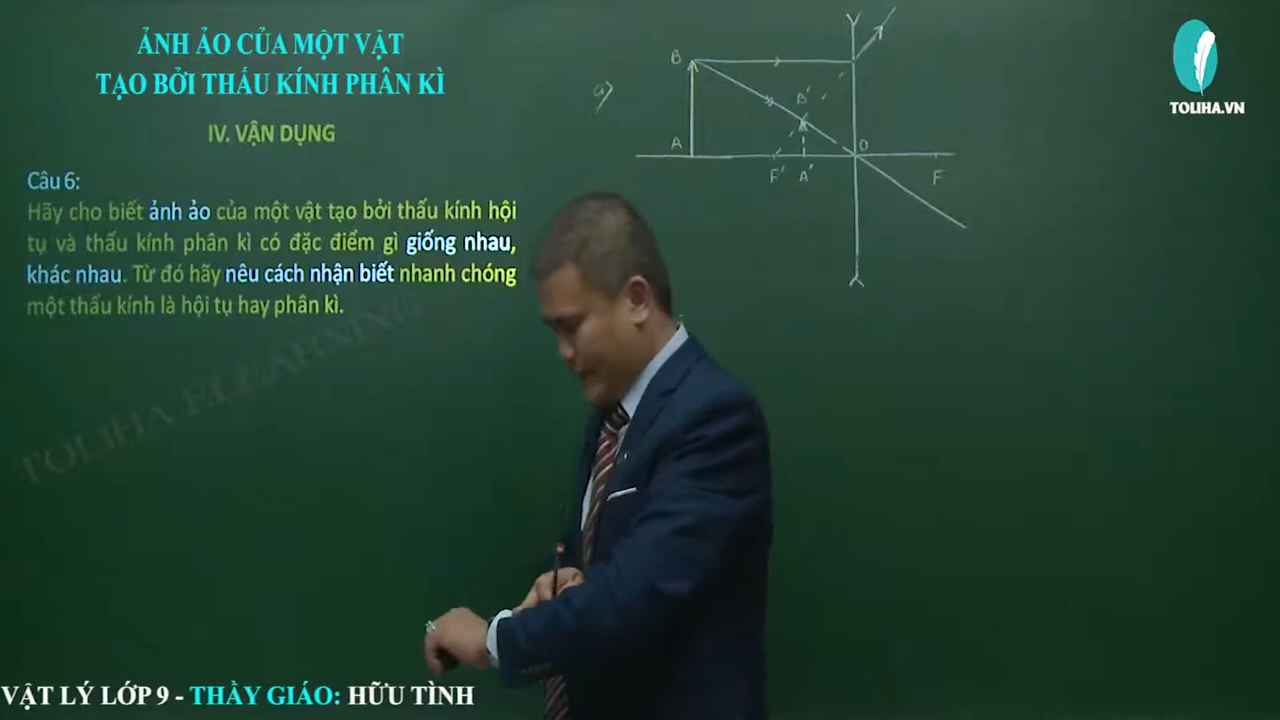 ẢNH ẢO CỦA MỘT VẬT
TẠO BỞI THẤU KÍNH PHÂN KÌ
IV. VẬN DỤNG
Câu 6:
Hãy cho biết ảnh ảo của một vật tạo bởi thấu kính hội
tụ và thấu kính phân kì có đặc điểm gì giống nhau,
khác nhau. Từ đó hãy nêu cách nhận biết nhanh chóng
một thấu kính là hội tụ hay phân kì.
a)
B
B'
A
O
F'
A'
F
TOLIHA.VN
TOLIHA ELEARNING
VẬT LÝ LỚP 9 - THẦY GIÁO: HỮU TÌNH